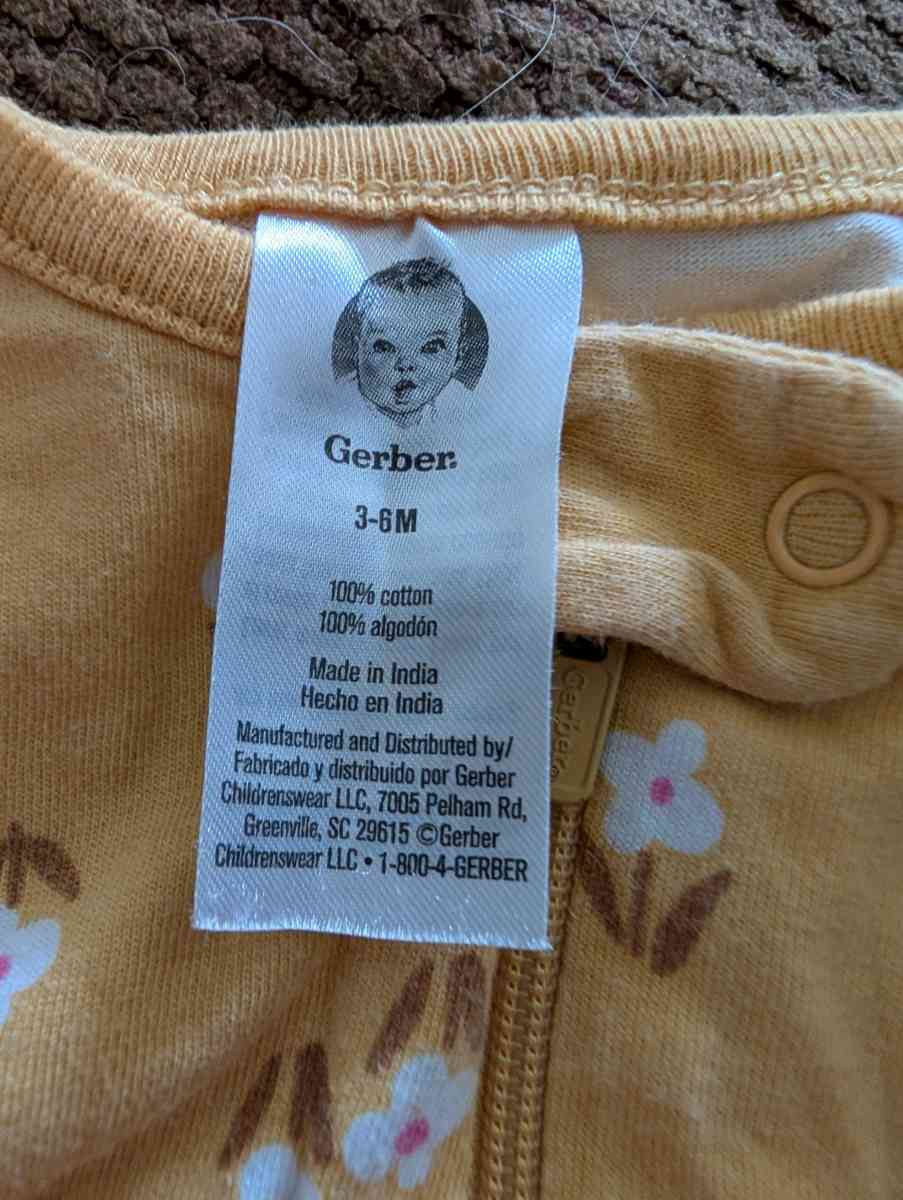 Gerber®
3-6M
100% cotton
100% algodón
Made in India
Hecho en India
Manufactured and Distributed by/
Fabricado y distribuido por Gerber
Childrenswear LLC, 7005 Pelham Rd,
Greenville, SC 29615 ©Gerber
Childrenswear LLC • 1-800-4-GERBER
Gerber®